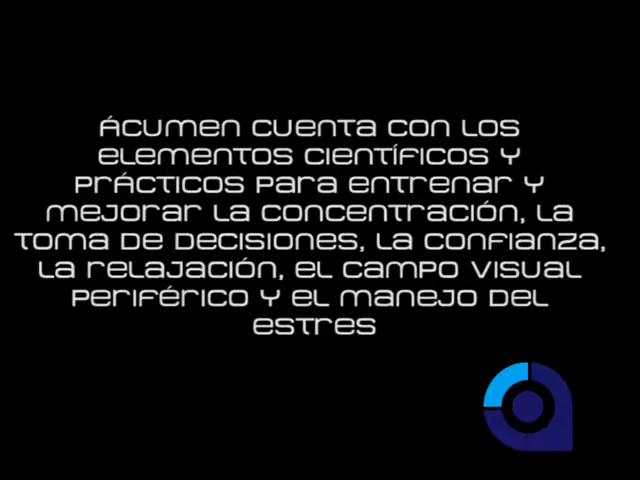 Ácumen cuenta con los
elementos científicos y
prácticos para entrenar y
mejorar la concentración, la
toma de decisiones, la confianza,
la relajación, el campo visual
periférico y el manejo del
estres